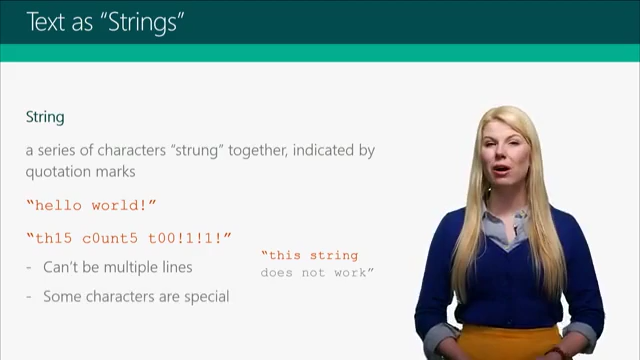 Text as “Strings”
String
a series of characters “strung” together, indicated by
quotation marks
“hello world!”
“th15 c0unt5 t00!1!1!”
- Can’t be multiple lines
- Some characters are special
“this string
does not work”